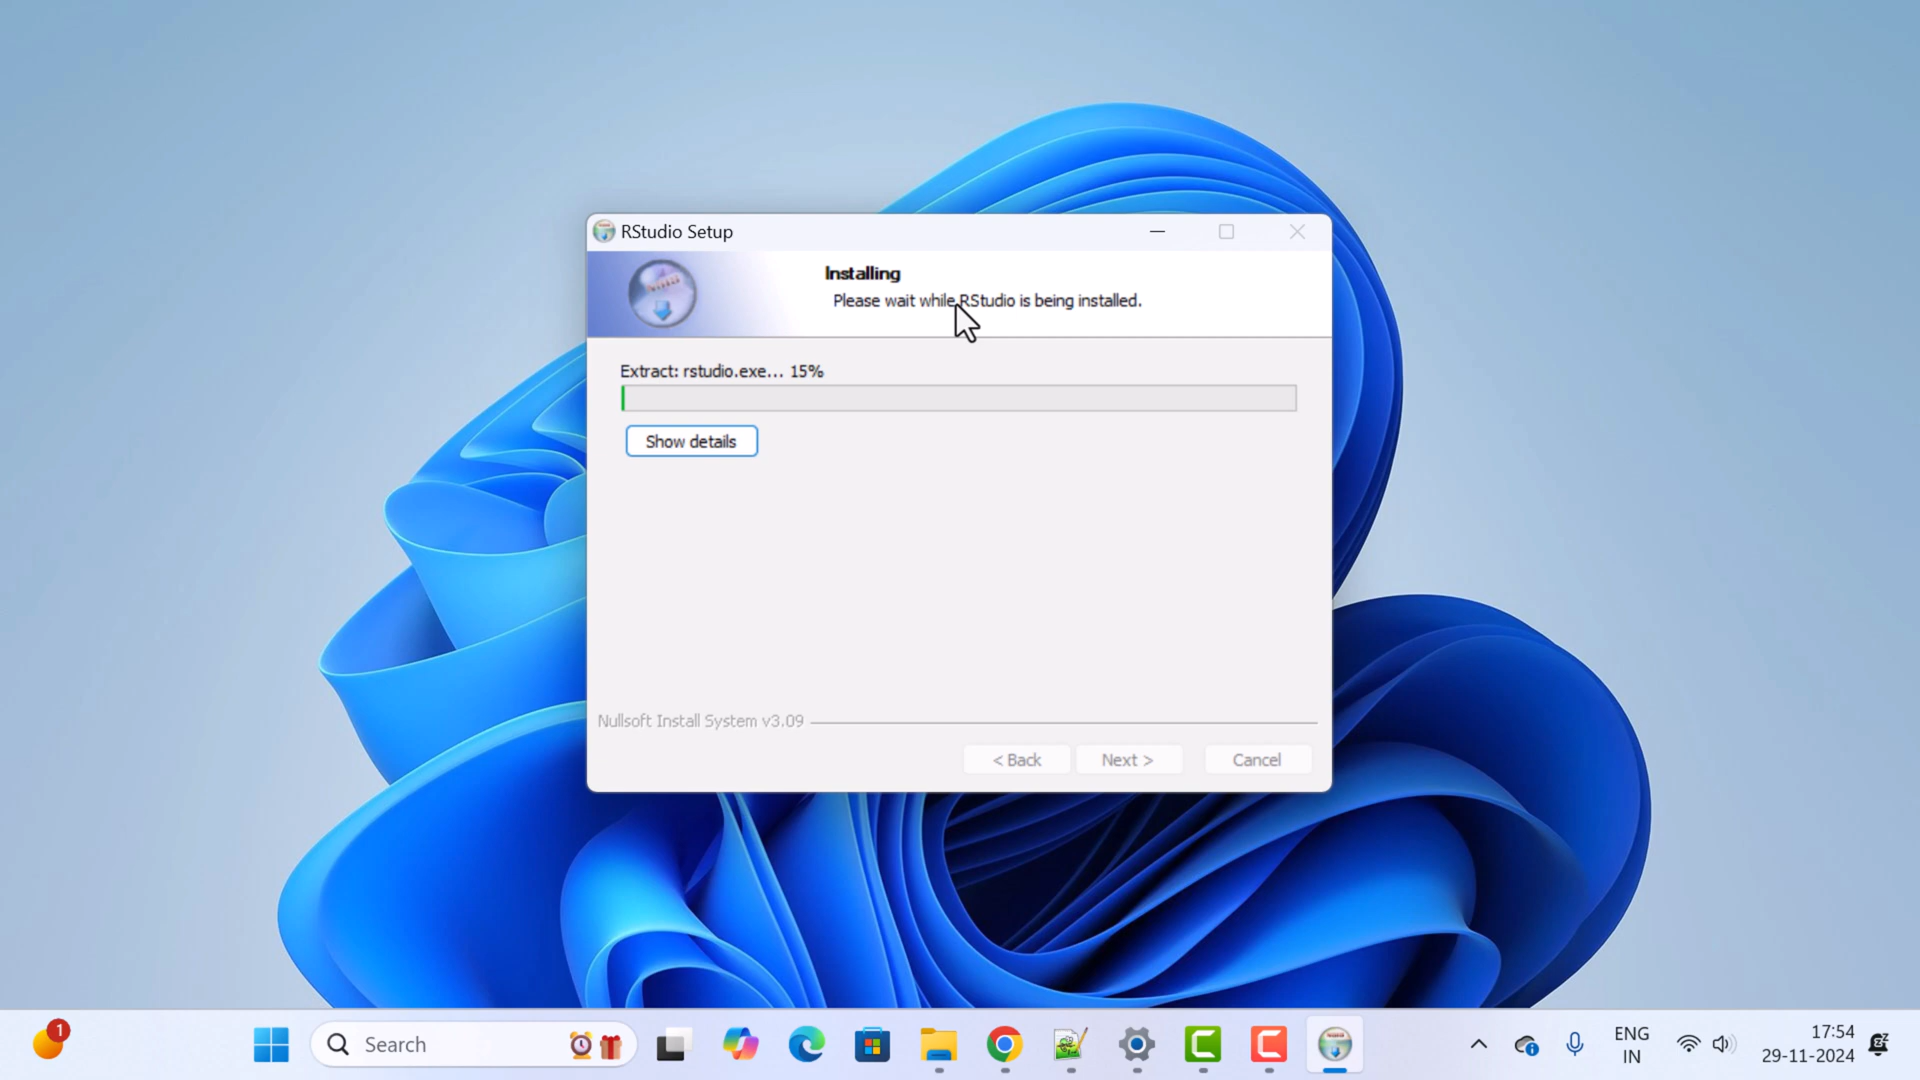 RStudio Setup
Installing
Please wait while RStudio is being installed.
Extract: rstudio.exe... 15%
Show details
Nullsoft Install System v3.09
< Back
Next >
Cancel
1
Search
ENG
IN
17:54
29-11-2024